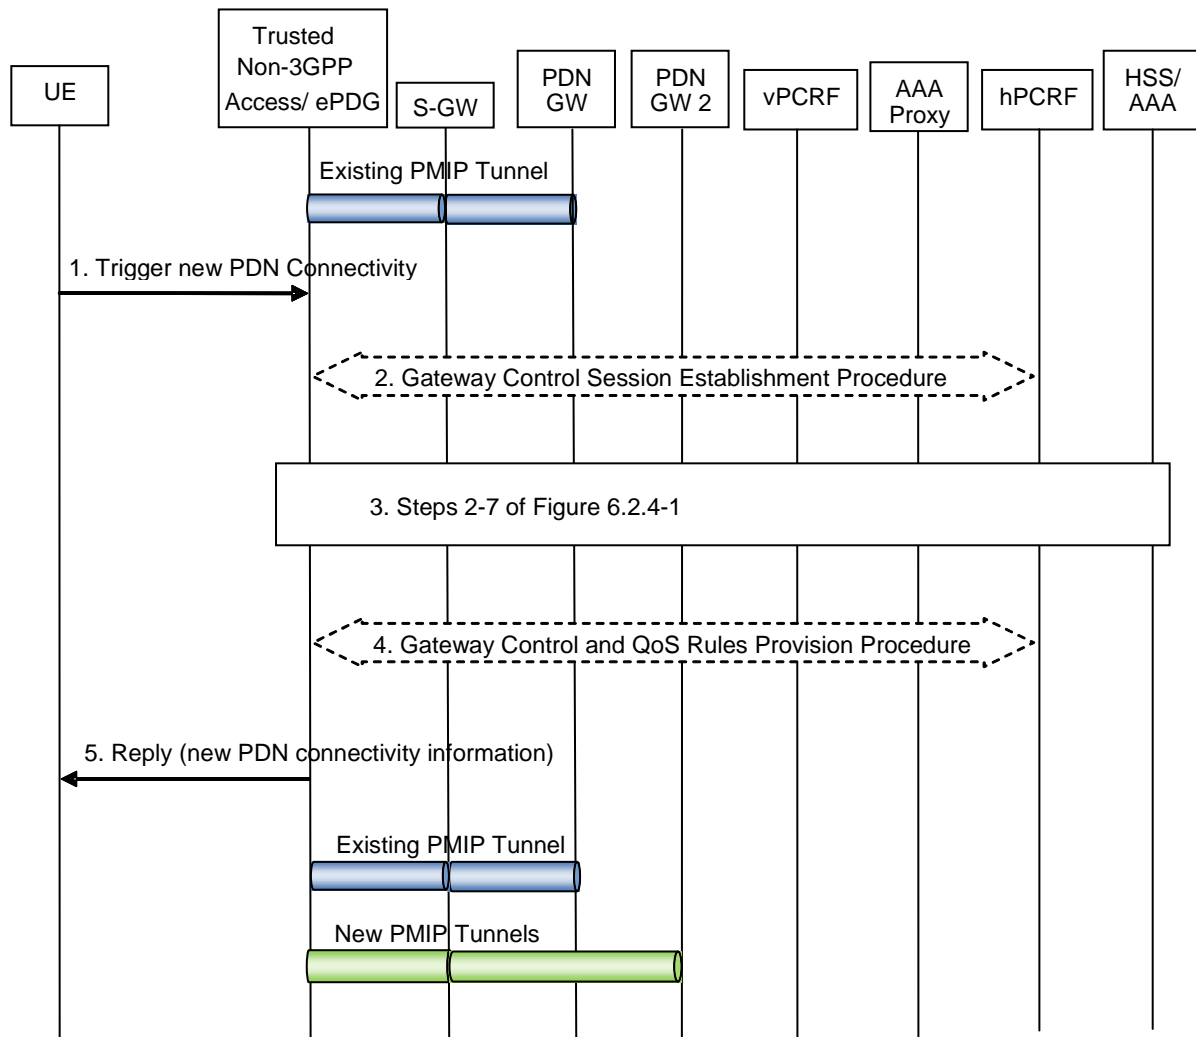 UE
Trusted
Non-3GPP
Access/ ePDG
S-GW
PDN
GW
PDN
GW 2
vPCRF
AAA
Proxy
hPCRF
HSS/
AAA
Existing PMIP Tunnel
1. Trigger new PDN Connectivity
2. Gateway Control Session Establishment Procedure
3. Steps 2-7 of Figure 6.2.4-1
4. Gateway Control and QoS Rules Provision Procedure
5. Reply (new PDN connectivity information)
Existing PMIP Tunnel
New PMIP Tunnels